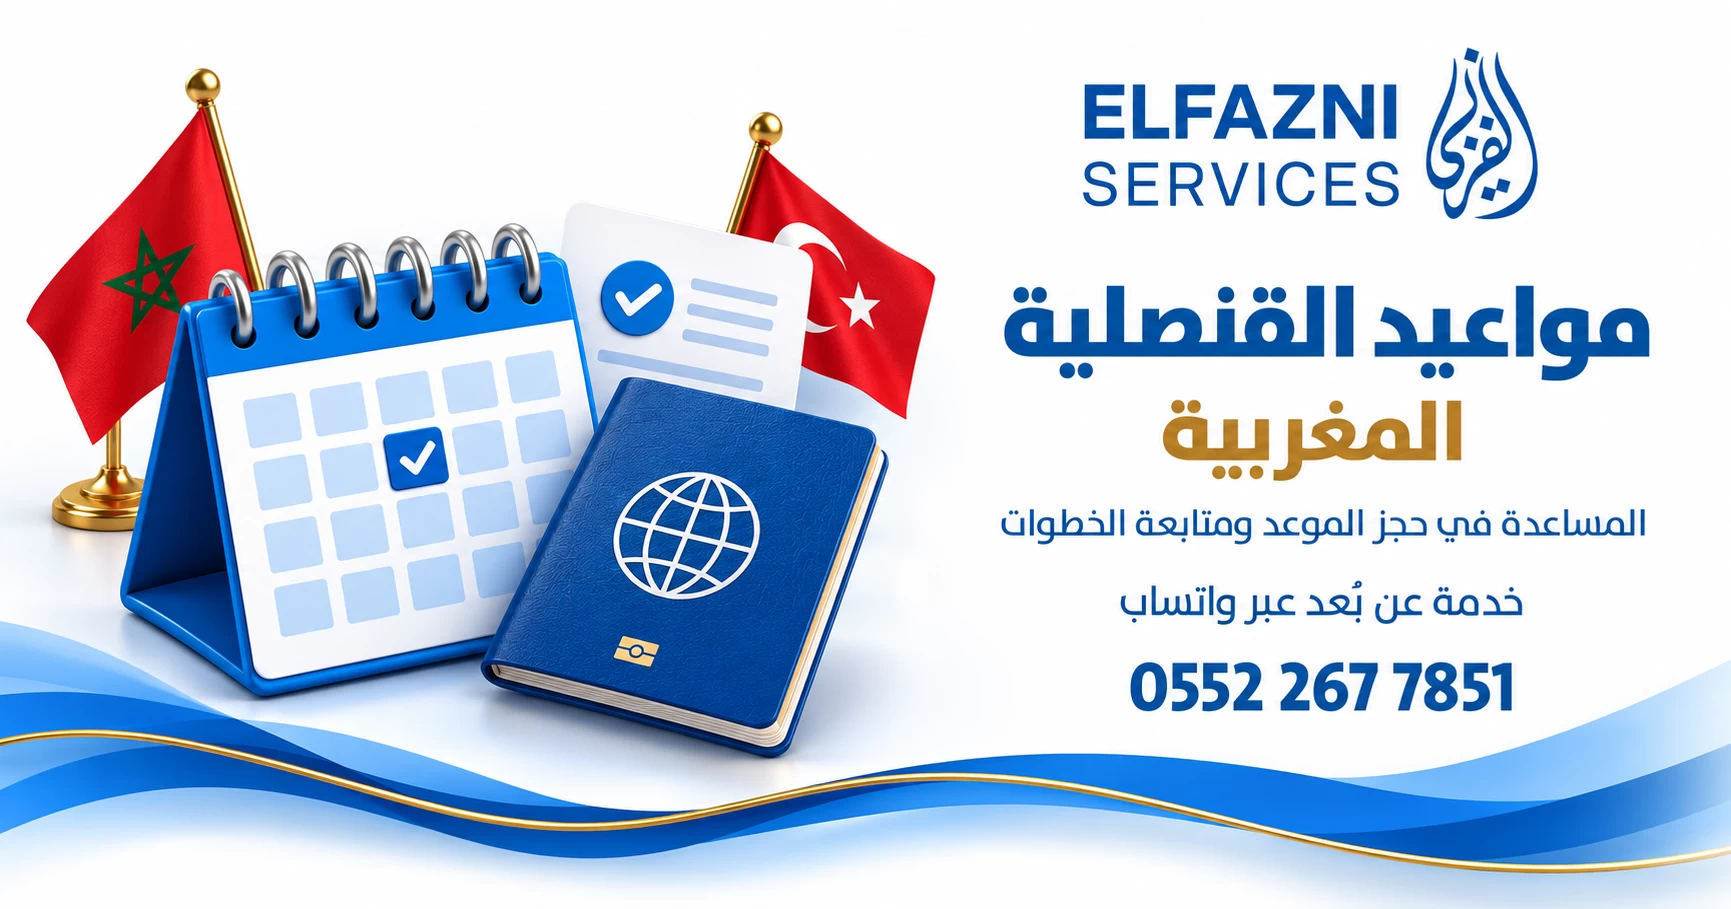 ELFAZNI
SERVICES
الفزني
مواعيد القنصلية
المغربية
المساعدة في حجز الموعد ومتابعة الخطوات
خدمة عن بُعد عبر واتساب
0552 267 7851